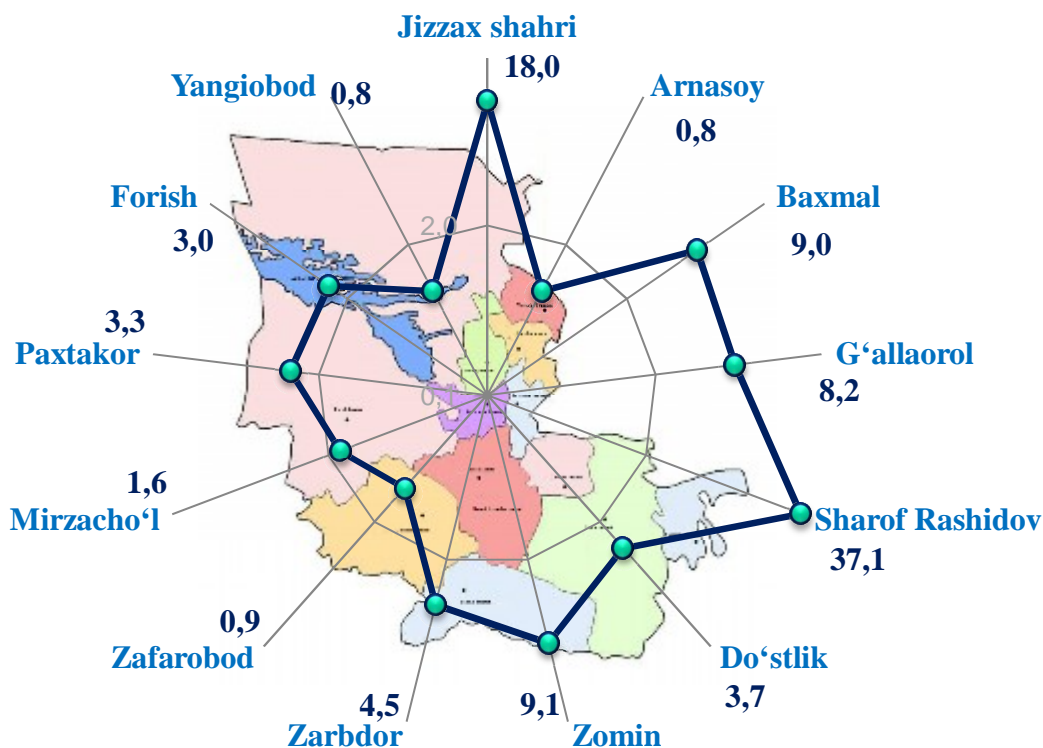 Jizzax shahri
18,0
Yangiobod
0,8
Arnasoy
0,8
Forish
3,0
Baxmal
9,0
2,0
Paxtakor
3,3
G‘allaorol
8,2
0,1
Mirzacho‘l
1,6
Sharof Rashidov
37,1
Zafarobod
0,9
Do‘stlik
3,7
Zarbdor
4,5
Zomin
9,1